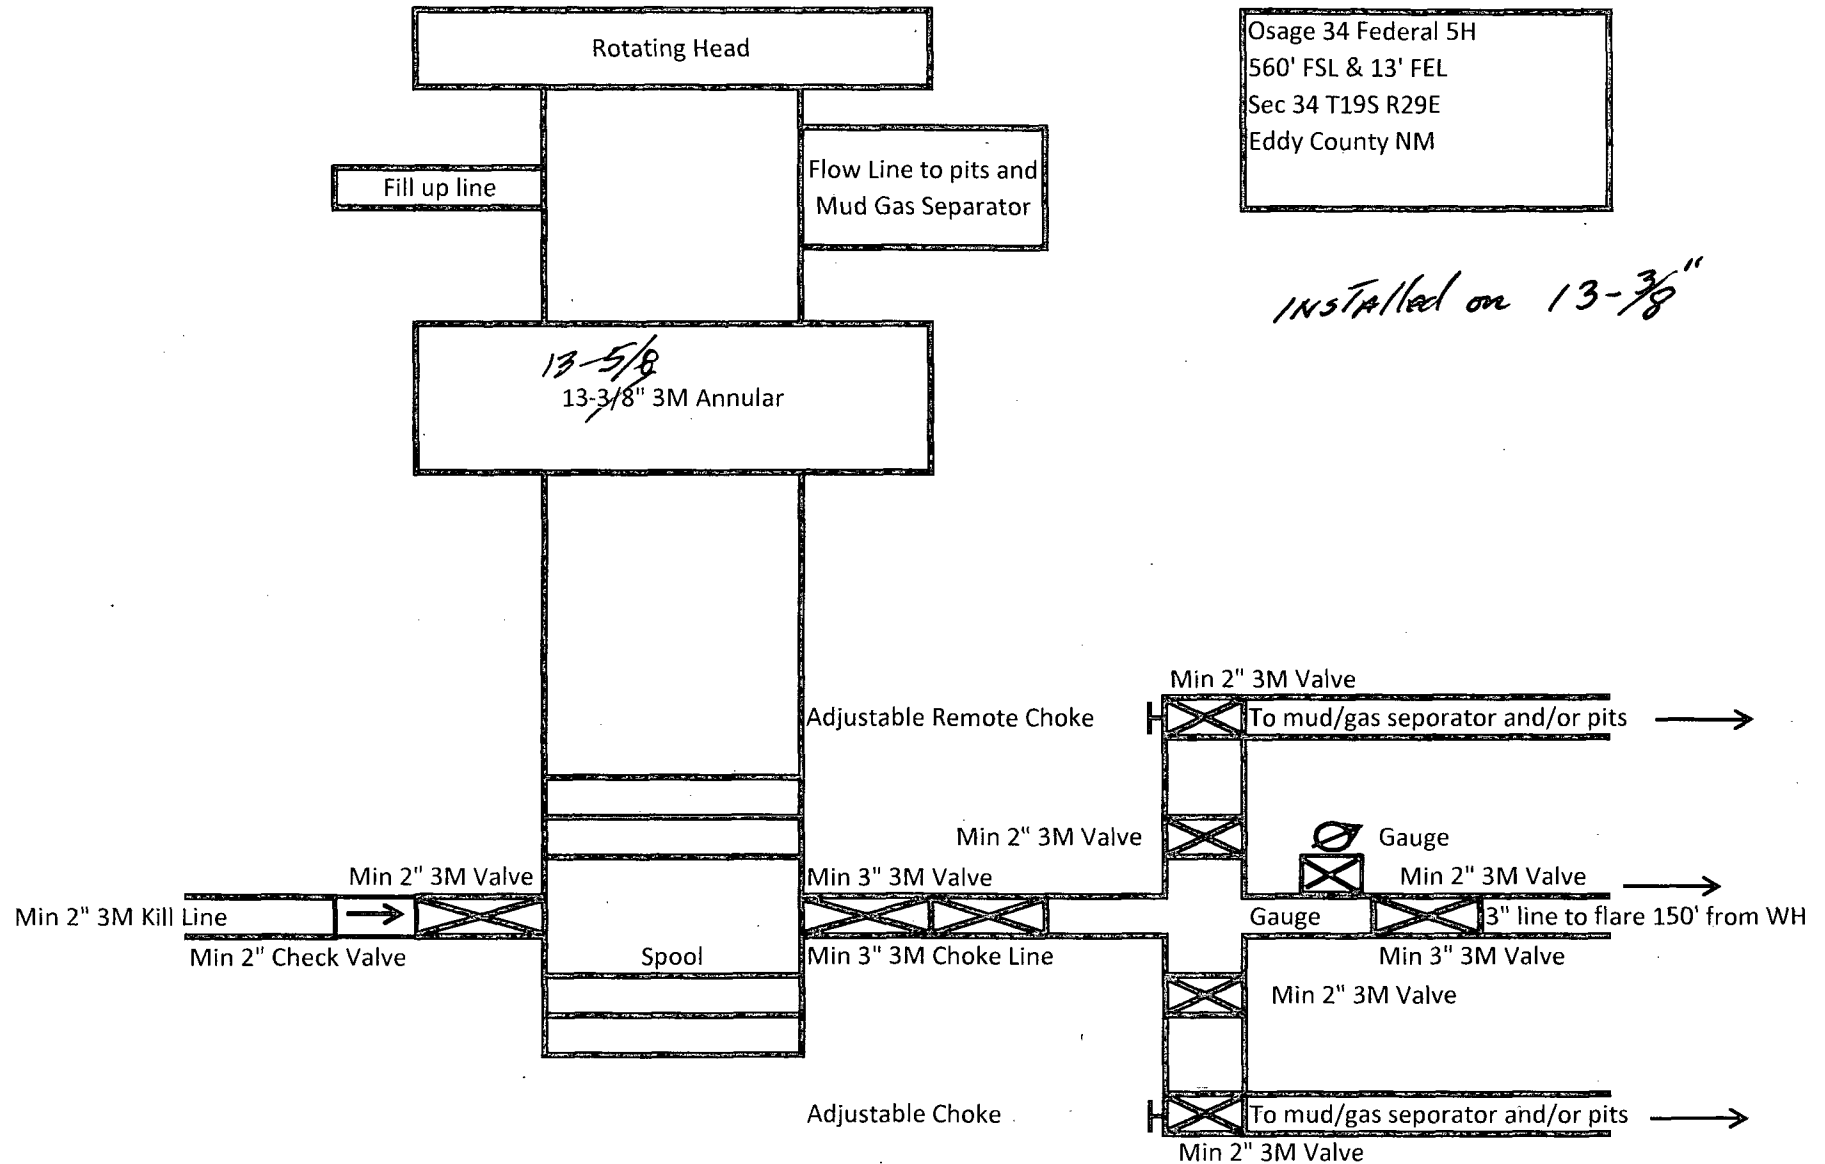 Rotating Head
Osage 34 Federal 5H
560' FSL & 13' FEL
Sec 34 T19S R29E
Eddy County NM
Fill up line
Flow Line to pits and
Mud Gas Separator
INSTAlled on 13-3/8"
13-5/8
13-3/8" 3M Annular
Min 2" 3M Valve
Adjustable Remote Choke
To mud/gas seporator and/or pits
Min 2" 3M Valve
Gauge
Min 2" 3M Valve
Min 3" 3M Valve
Min 2" 3M Valve
Min 2" 3M Kill Line
Gauge
3" line to flare 150' from WH
Min 2" Check Valve
Spool
Min 3" 3M Choke Line
Min 3" 3M Valve
Min 2" 3M Valve
Adjustable Choke
To mud/gas seporator and/or pits
Min 2" 3M Valve